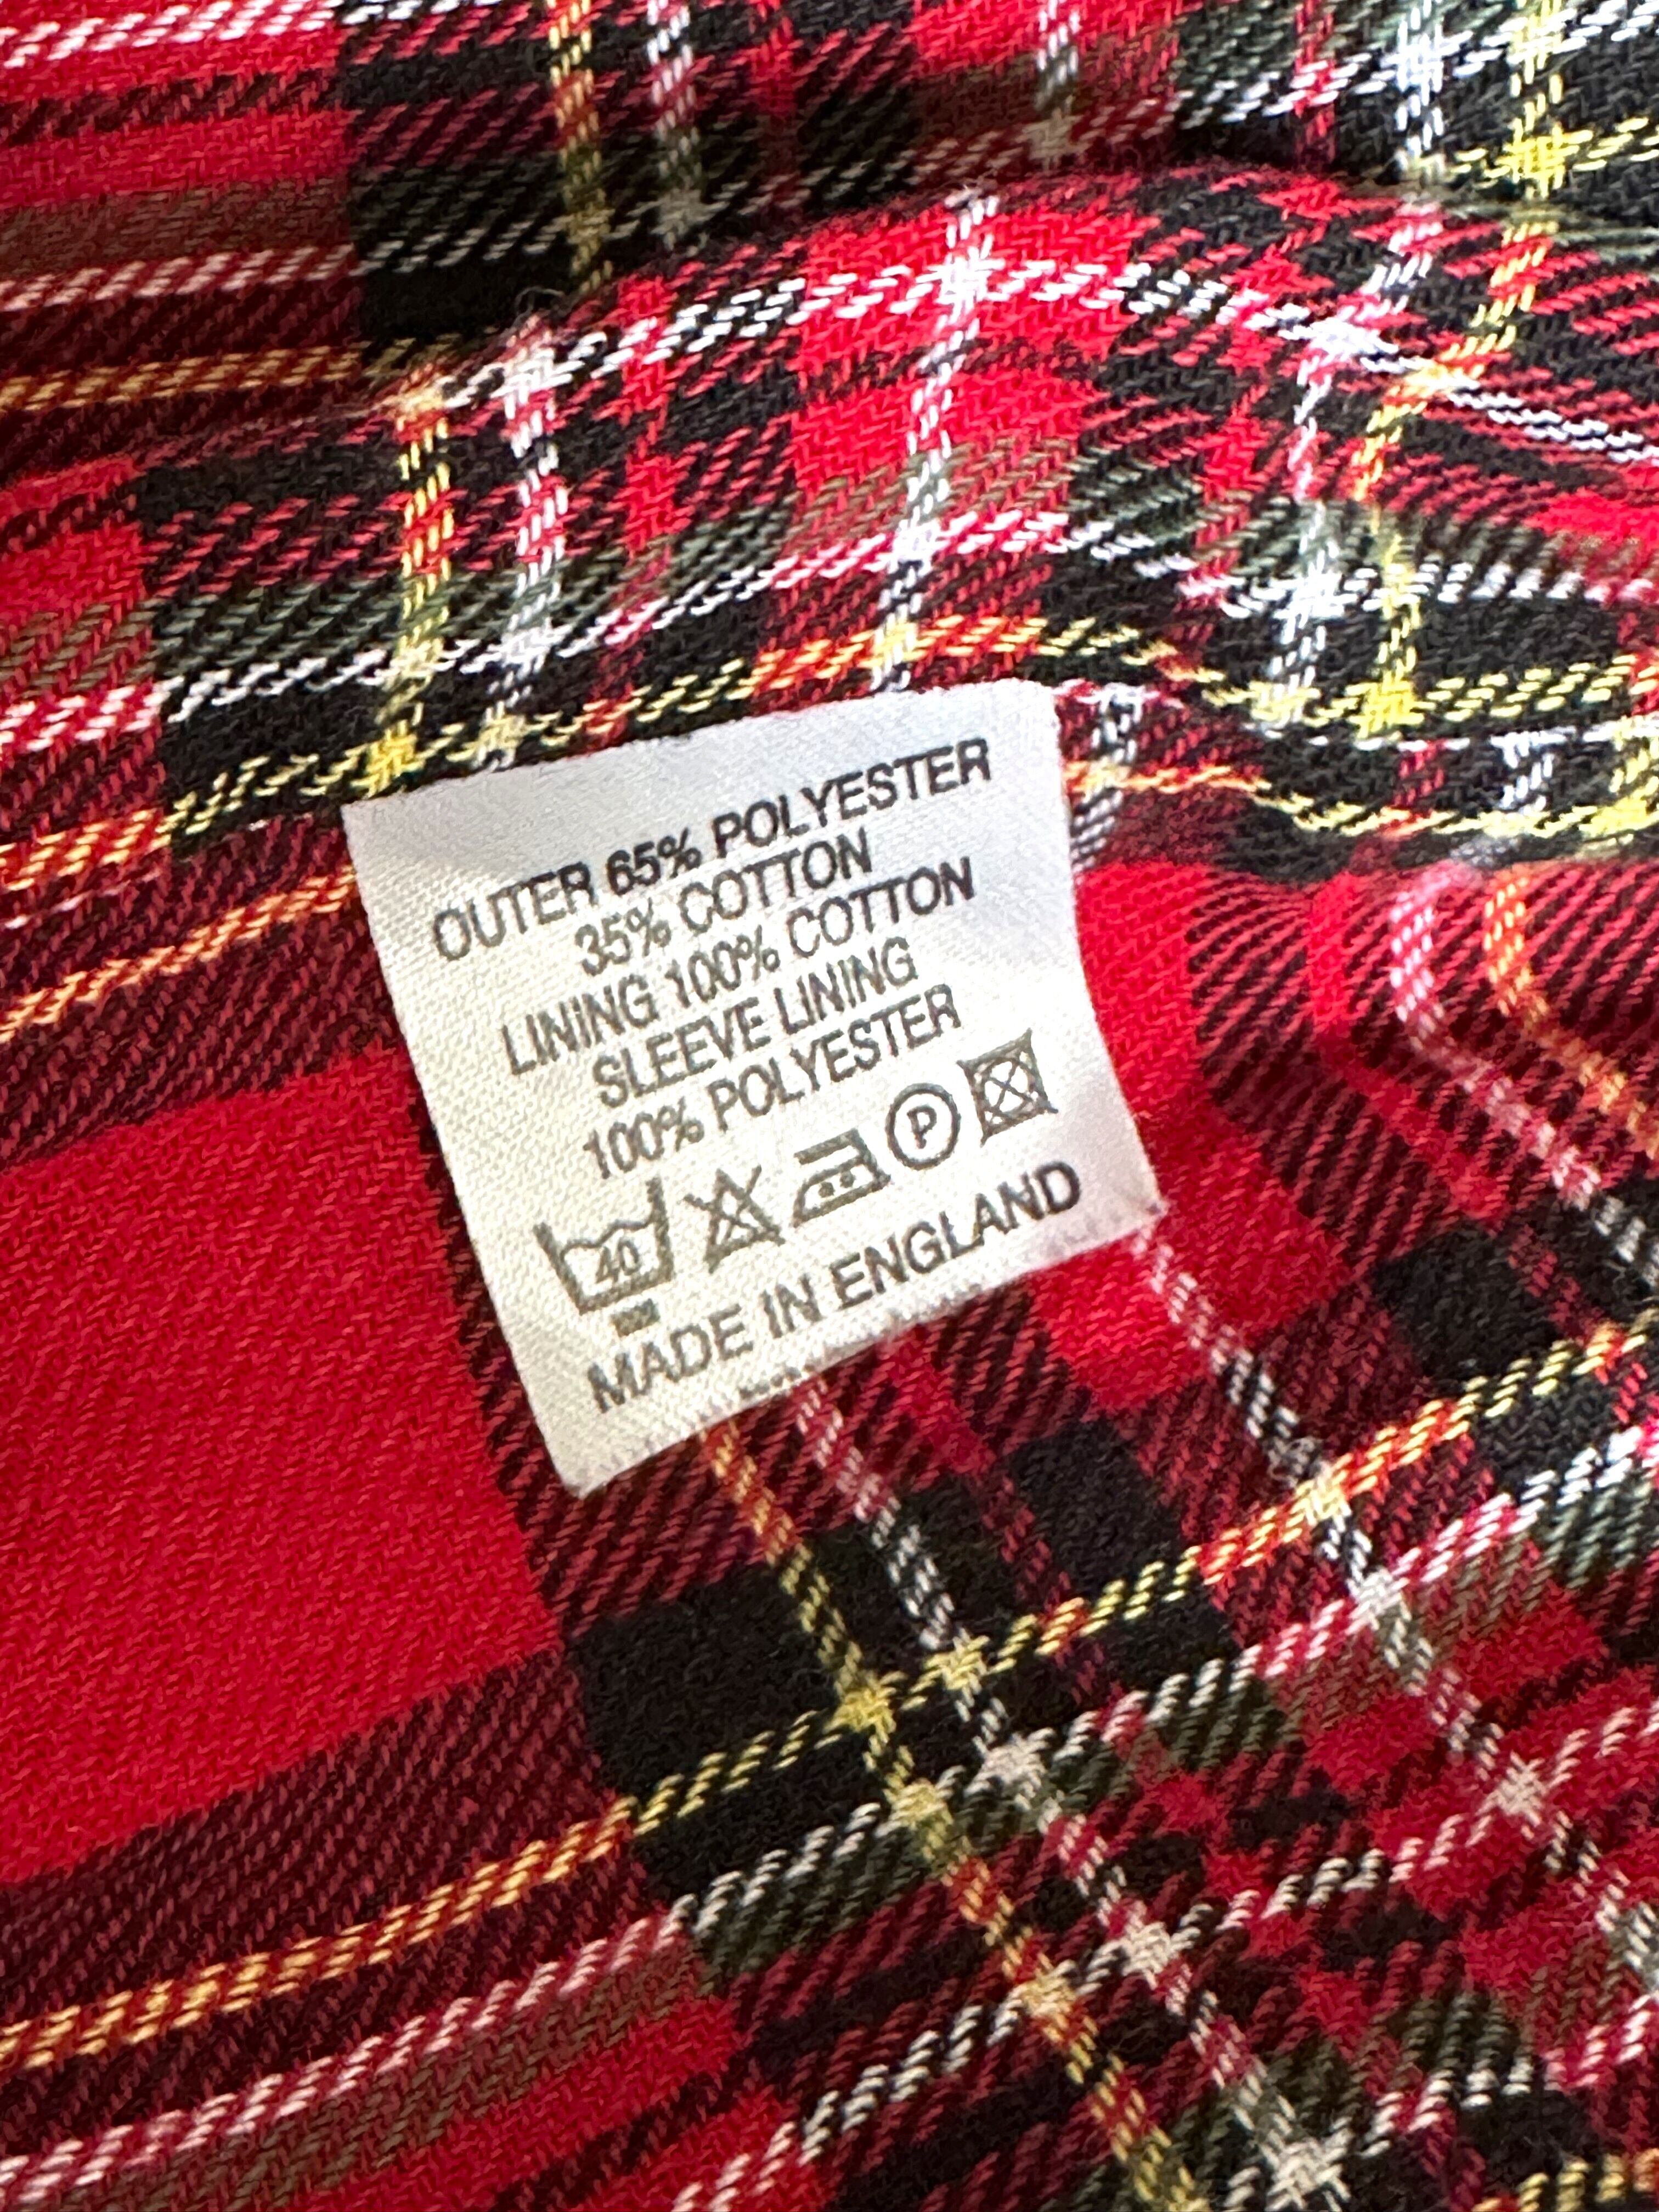 OUTER 65% POLYESTER
35% COTTON
LINING 100% COTTON
SLEEVE LINING
100% POLYESTER
40 P
MADE IN ENGLAND